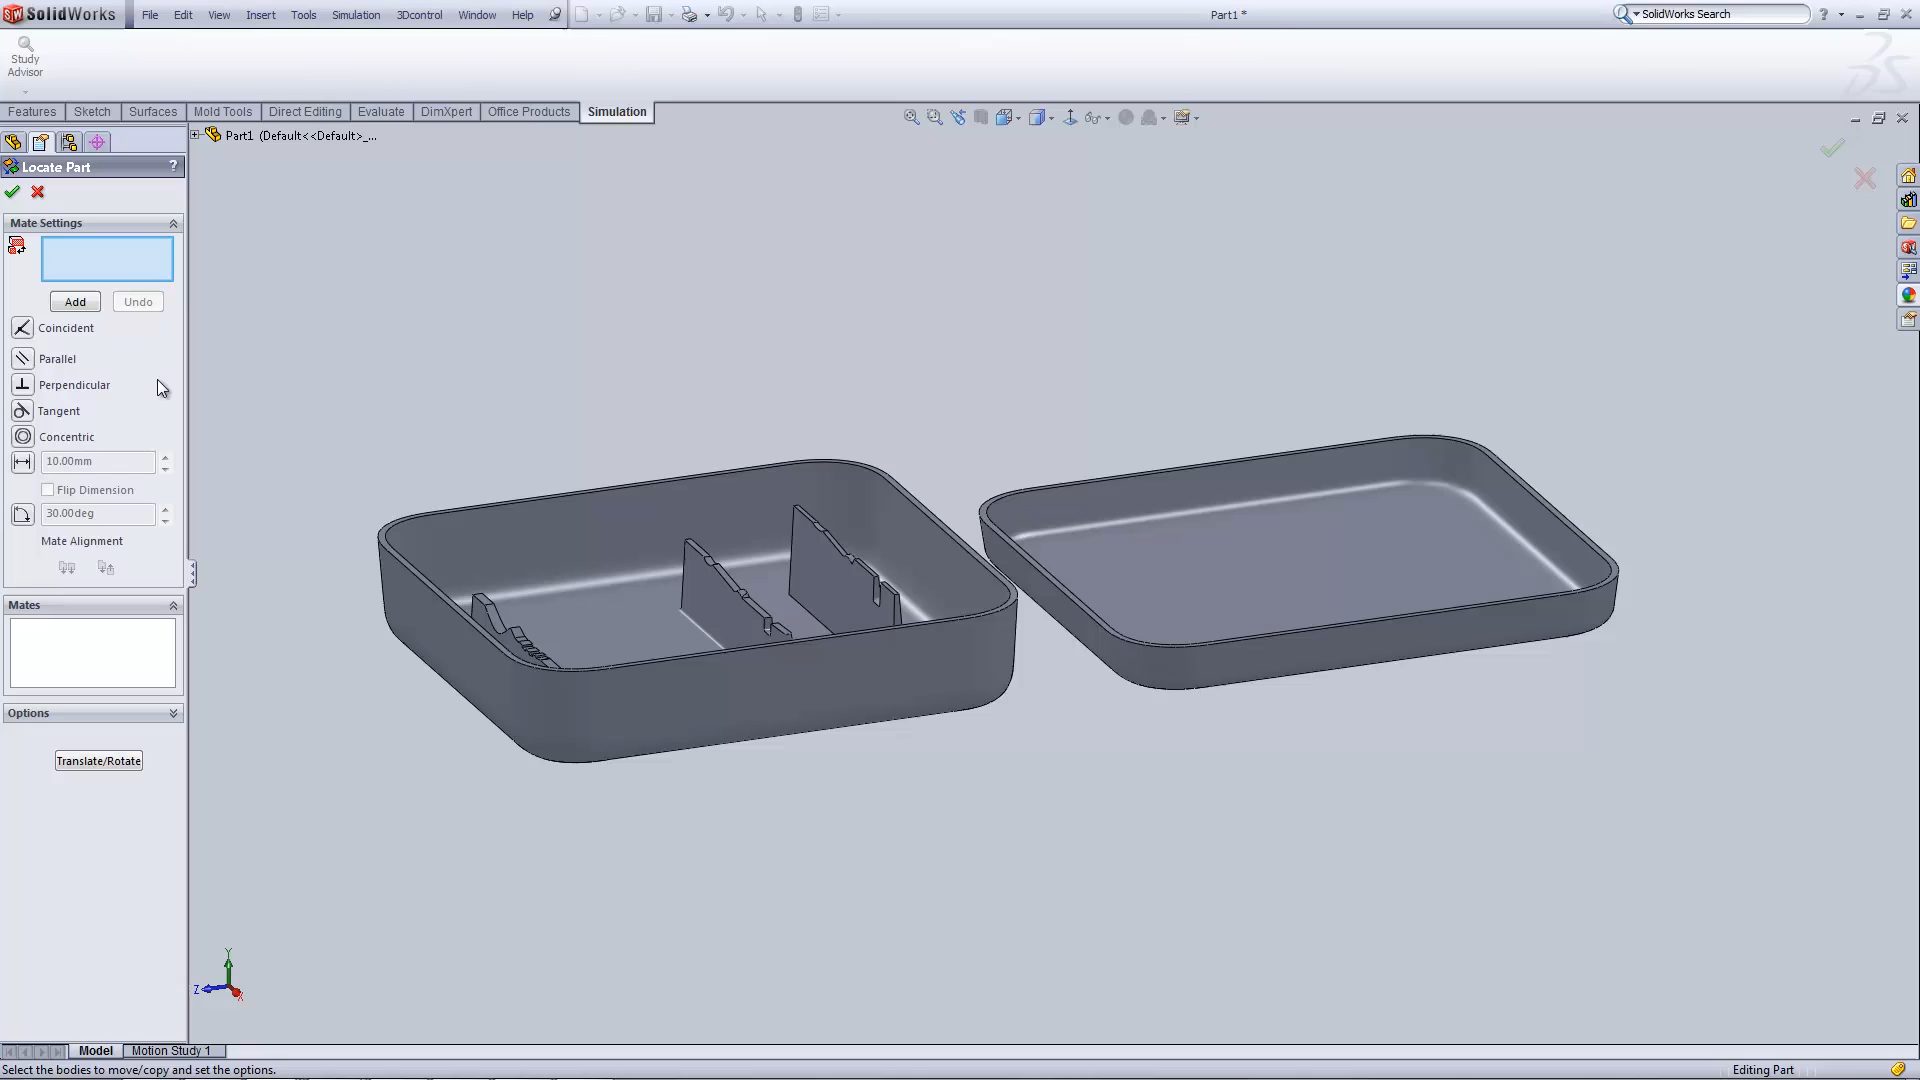 SolidWorks File Edit View Insert Tools Simulation 3Dcontrol Window Help Part1 * SolidWorks Search ?
Study
Advisor
Features Sketch Surfaces Mold Tools Direct Editing Evaluate DimXpert Office Products Simulation
Part1 (Default<<Default>_...
Locate Part ?
Mate Settings
Add Undo
Coincident
Parallel
Perpendicular
Tangent
Concentric
10.00mm
Flip Dimension
30.00deg
Mate Alignment
Mates
Options
Translate/Rotate
Y
Z X
Model Motion Study 1
Select the bodies to move/copy and set the options. Editing Part